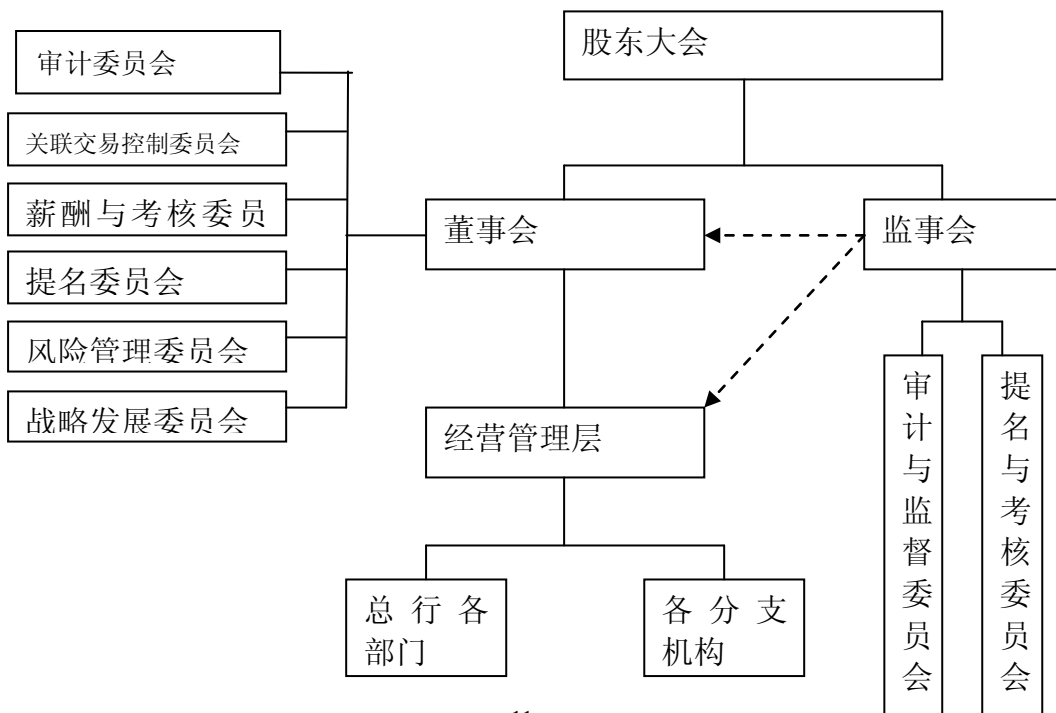 股东大会
审计委员会
关联交易控制委员会
薪酬与考核委员
提名委员会
风险管理委员会
战略发展委员会
董事会
监事会
经营管理层
总行各
部门
各分支
机构
审计与监督委员会
提名与考核委员会